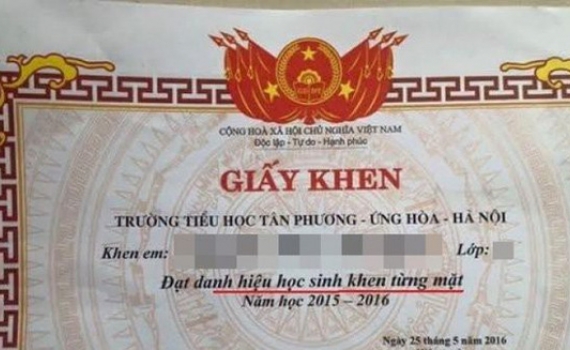 CỘNG HOÀ XÃ HỘI CHỦ NGHĨA VIỆT NAM
Độc lập - Tự do - Hạnh phúc
GIẤY KHEN
TRƯỜNG TIỂU HỌC TÂN PHƯƠNG - ỨNG HÒA - HÀ NỘI
Khen em: Lớp:
Đạt danh hiệu học sinh khen từng mặt
Năm học 2015 – 2016
Ngày 25 tháng 5 năm 2016